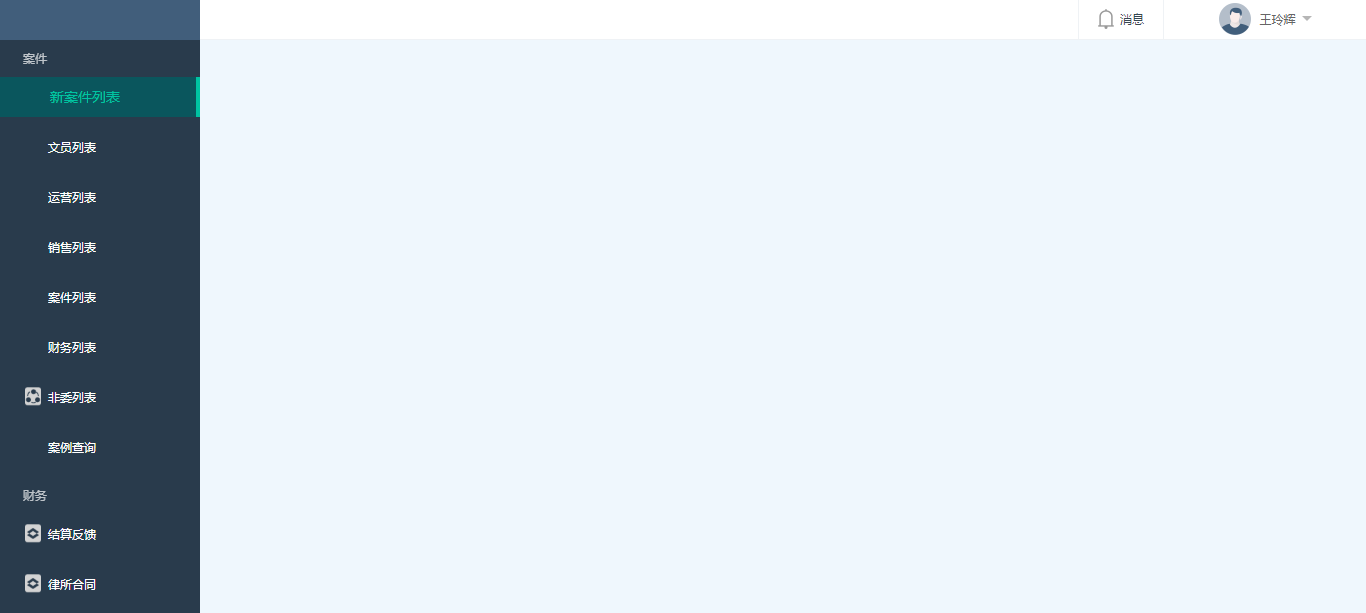 消息
王玲辉
案件
新案件列表
文员列表
运营列表
销售列表
案件列表
财务列表
非委列表
案例查询
财务
结算反馈
律所合同